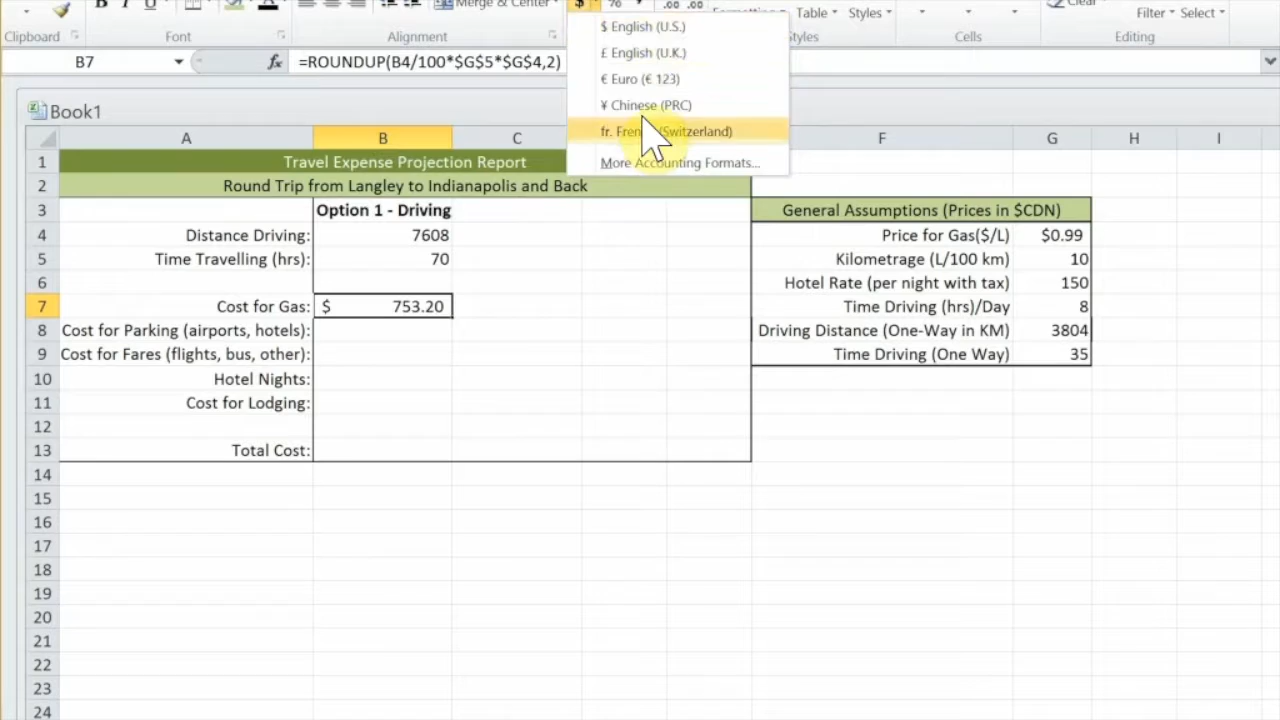 B I U
Merge & Center
$ %
.00 .00
Formatting Table Styles
Clear
Filter Select
Clipboard Font Alignment Styles Cells Editing
B7 fx =ROUNDUP(B4/100*$G$5*$G$4,2)
$ English (U.S.)
£ English (U.K.)
€ Euro (€ 123)
¥ Chinese (PRC)
(Switzerland)
More Accounting Formats...
Book1
A B C F G H I
1 Travel Expense Projection Report
2 Round Trip from Langley to Indianapolis and Back
3 Option 1 - Driving General Assumptions (Prices in $CDN)
4 Distance Driving: 7608 Price for Gas($/L) $0.99
5 Time Travelling (hrs): 70 Kilometrage (L/100 km) 10
6 Hotel Rate (per night with tax) 150
7 Cost for Gas: $ 753.20 Time Driving (hrs)/Day 8
8 Cost for Parking (airports, hotels): Driving Distance (One-Way in KM) 3804
9 Cost for Fares (flights, bus, other): Time Driving (One Way) 35
10 Hotel Nights:
11 Cost for Lodging:
12
13 Total Cost:
14
15
16
17
18
19
20
21
22
23
24